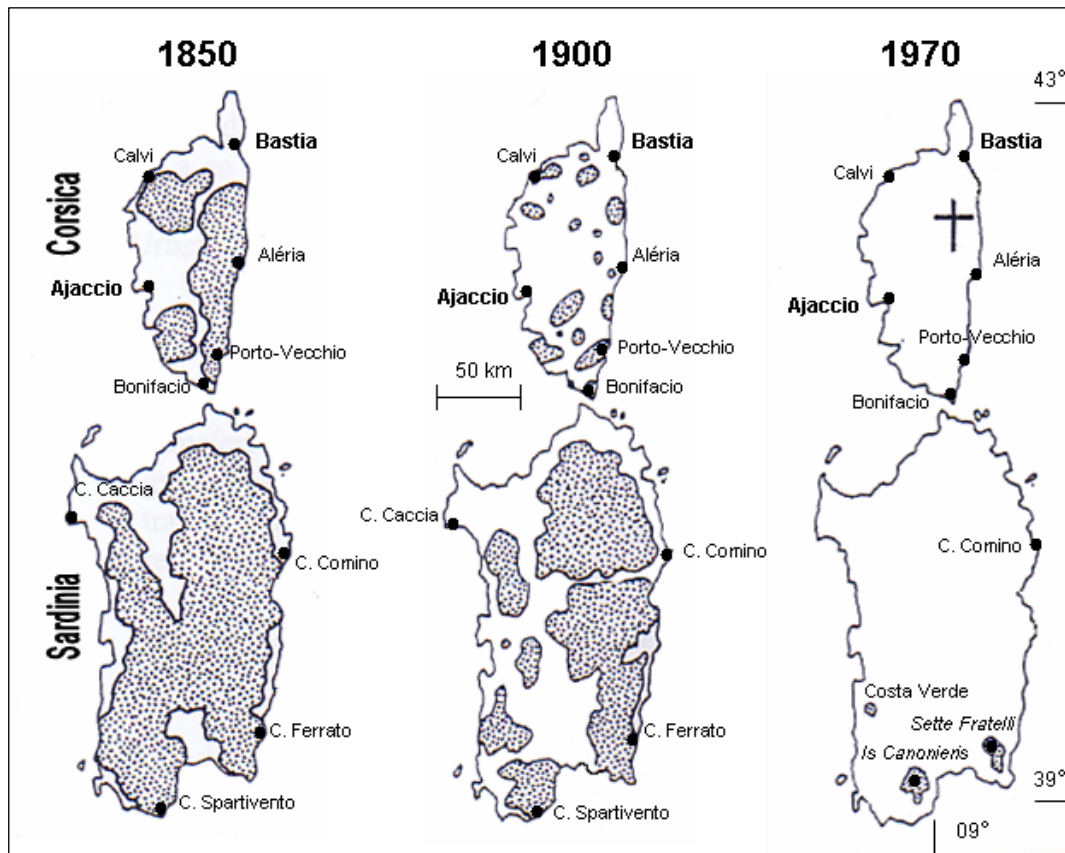 1850
1900
1970
43°
Corsica
Bastia
Calvi
Aléria
Ajaccio
Porto-Vecchio
Bonifacio
Bastia
Calvi
Aléria
Ajaccio
Porto-Vecchio
50 km
Bonifacio
Bastia
Calvi
Aléria
Ajaccio
Porto-Vecchio
Bonifacio
Sardinia
C. Caccia
C. Comino
C. Ferrato
C. Spartivento
C. Caccia
C. Comino
C. Ferrato
C. Spartivento
C. Comino
Costa Verde
Sette Fratelli
Is Canonieris
39°
09°